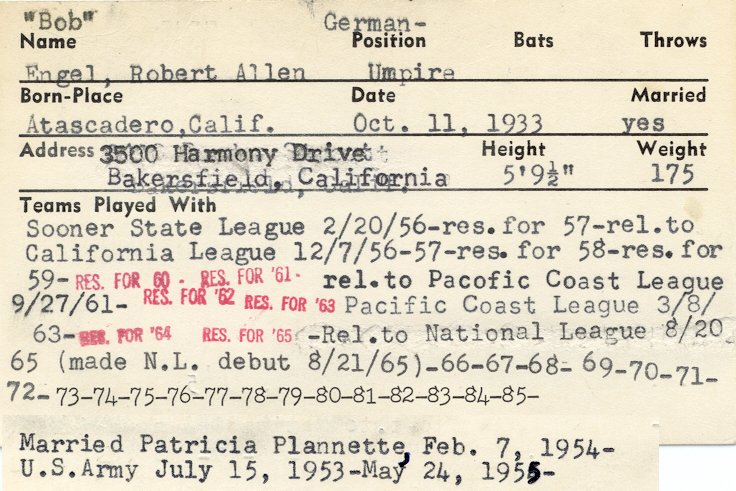 "Bob" German-
Name Position Bats Throws
Engel, Robert Allen Umpire
Born-Place Date Married
Atascadero,Calif. Oct. 11, 1933 yes
Address 3500 Harmony Drive Height Weight
Bakersfield, California 5'9½" 175
Teams Played With
Sooner State League 2/20/56-res.for 57-rel.to
California League 12/7/56-57-res.for 58-res.for
59- RES. FOR 60 - RES. FOR '61- rel.to Pacofic Coast League
9/27/61- RES. FOR '62 RES. FOR '63 Pacific Coast League 3/8/
63- RES. FOR '64 RES. FOR '65 -Rel.to National League 8/20
65 (made N.L. debut 8/21/65)-66-67-68- 69-70-71-
72-73-74-75-76-77-78-79-80-81-82-83-84-85-
Married Patricia Plannette, Feb. 7, 1954-
U.S.Army July 15, 1953-May 24, 1955-